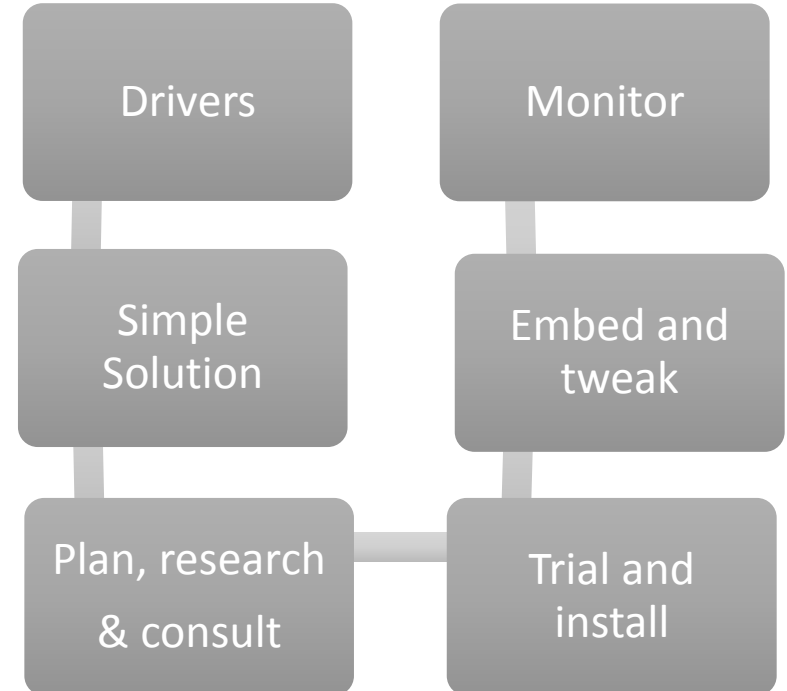 Drivers
Simple
Solution
Plan, research
& consult
Trial and
install
Embed and
tweak
Monitor